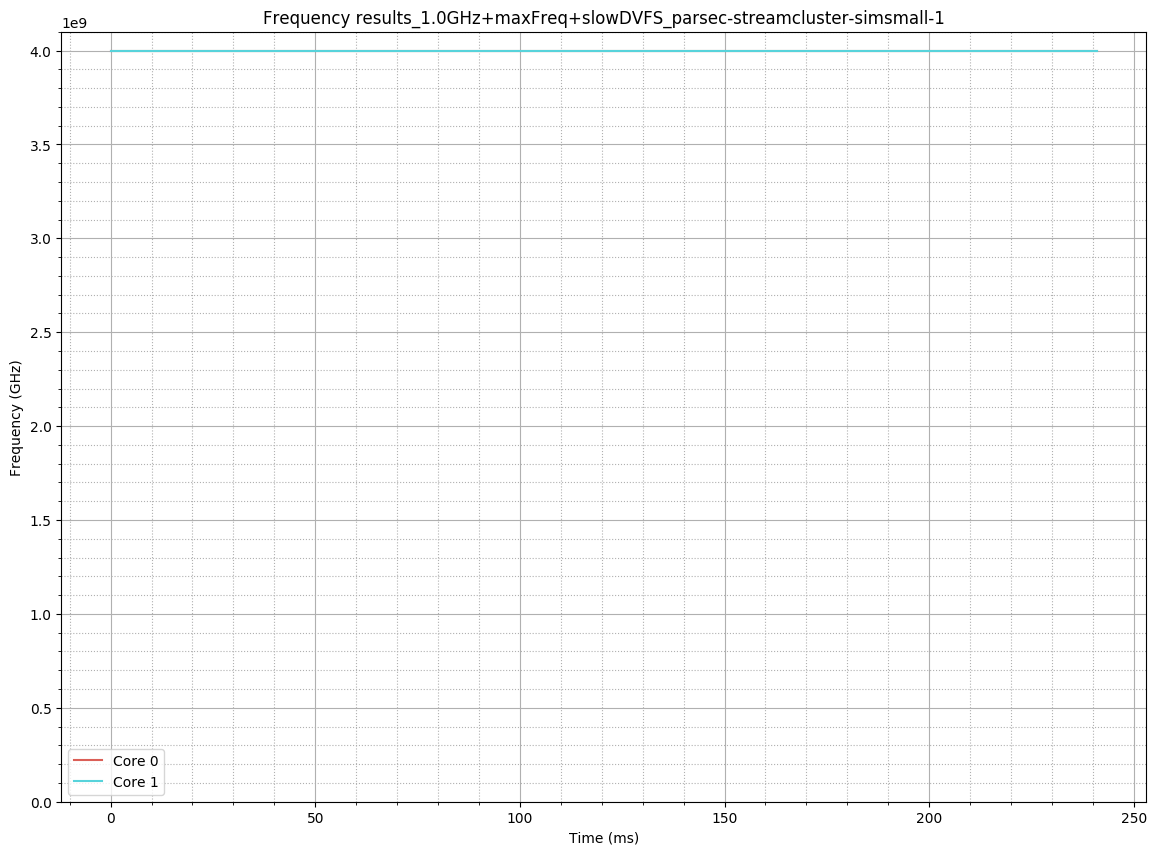 Frequency results_1.0GHz+maxFreq+slowDVFS_parsec-streamcluster-simsmall-1
1e9
4.0
3.5
3.0
2.5
2.0
1.5
1.0
0.5
0.0
Frequency (GHz)
Core 0
Core 1
0 50 100 150 200 250
Time (ms)